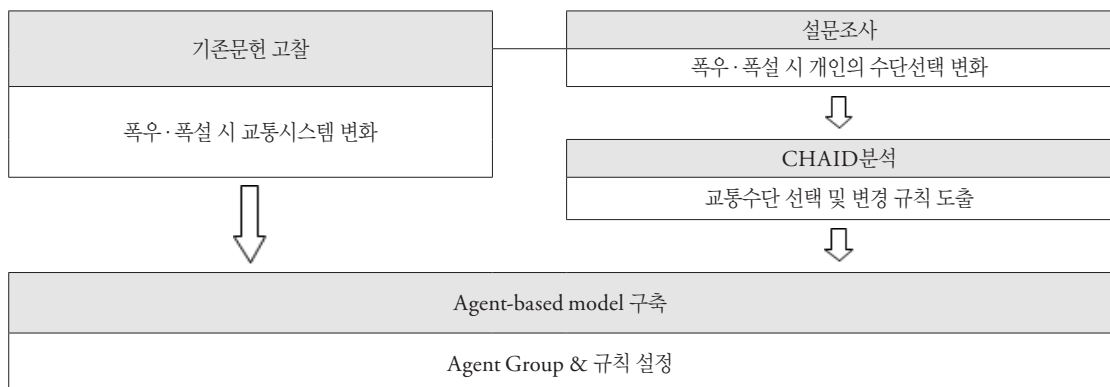 기존문헌 고찰
폭우·폭설 시 교통시스템 변화
설문조사
폭우·폭설 시 개인의 수단선택 변화
CHAID분석
교통수단 선택 및 변경 규칙 도출
Agent-based model 구축
Agent Group & 규칙 설정